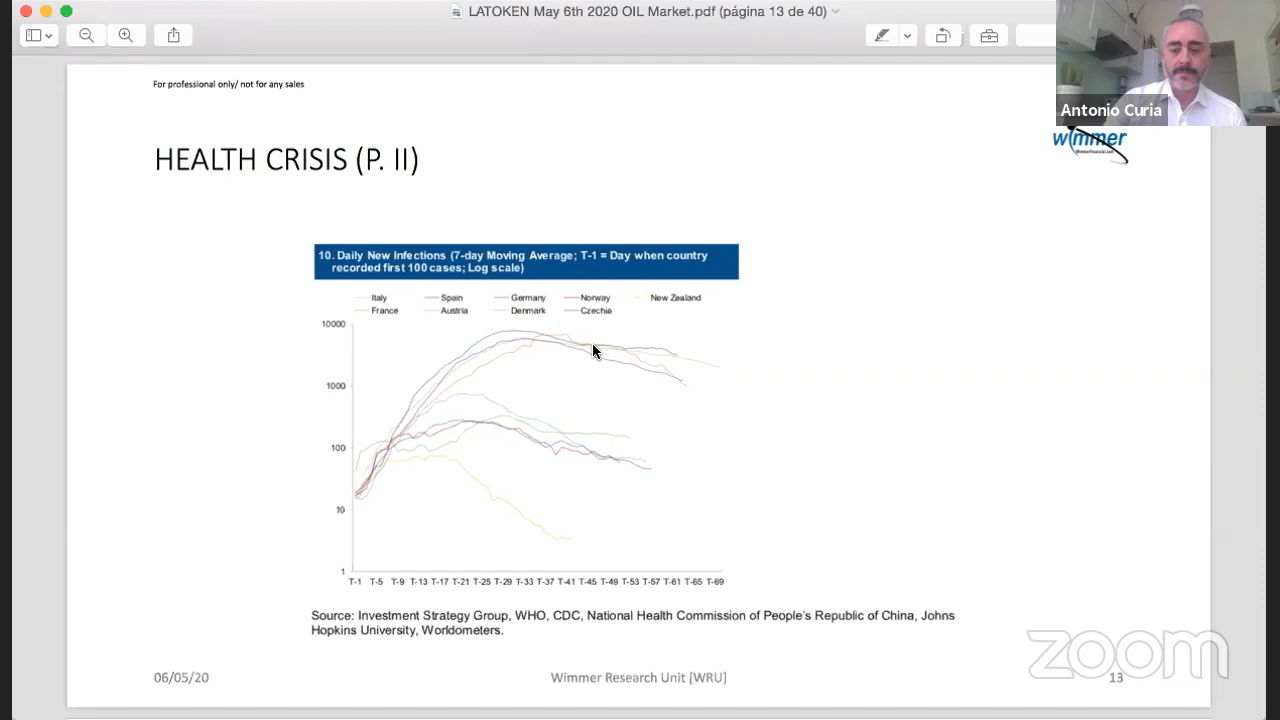 LATOKEN May 6th 2020 OIL Market.pdf (página 13 de 40)
Antonio Curia
For professional only/ not for any sales
wimmer
WimmerFinancial.com
HEALTH CRISIS (P. II)
10. Daily New Infections (7-day Moving Average; T-1 = Day when country
recorded first 100 cases; Log scale)
Italy Spain Germany Norway New Zealand
France Austria Denmark Czechia
10000
1000
100
10
1
T-1 T-5 T-9 T-13 T-17 T-21 T-25 T-29 T-33 T-37 T-41 T-45 T-49 T-53 T-57 T-61 T-65 T-69
Source: Investment Strategy Group, WHO, CDC, National Health Commission of People's Republic of China, Johns
Hopkins University, Worldometers.
zoom
06/05/20 Wimmer Research Unit [WRU] 13